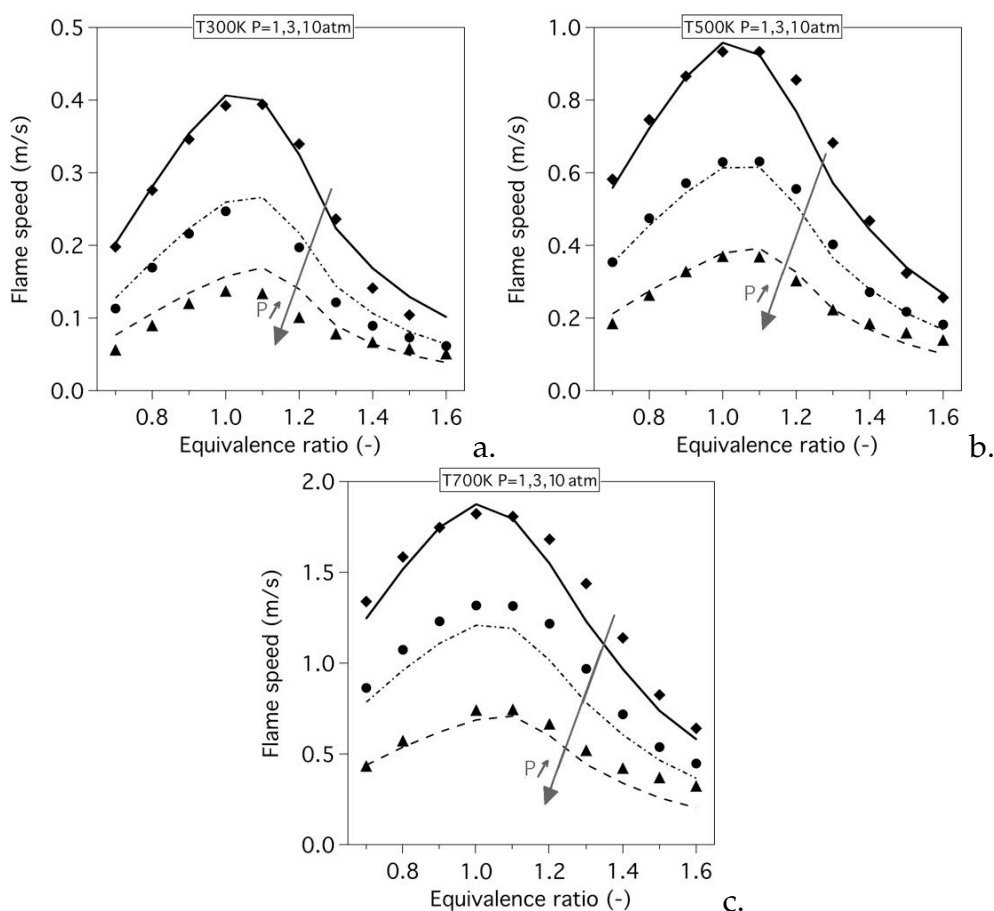 T300K P=1,3,10atm
0.5
0.4
0.3
0.2
0.1
0.0
Flame speed (m/s)
P
0.8 1.0 1.2 1.4 1.6
Equivalence ratio (-)
a.
T500K P=1,3,10atm
1.0
0.8
0.6
0.4
0.2
0.0
Flame speed (m/s)
P
0.8 1.0 1.2 1.4 1.6
Equivalence ratio (-)
b.
T700K P=1,3,10 atm
2.0
1.5
1.0
0.5
0.0
Flame speed (m/s)
P
0.8 1.0 1.2 1.4 1.6
Equivalence ratio (-)
c.